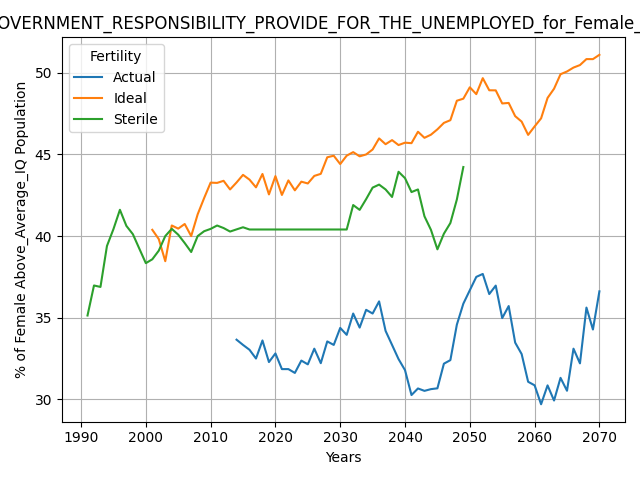 OVERNMENT_RESPONSIBILITY_PROVIDE_FOR_THE_UNEMPLOYED_for_Female_
Fertility
Actual
Ideal
Sterile
% of Female Above_Average_IQ Population
50
45
40
35
30
1990 2000 2010 2020 2030 2040 2050 2060 2070
Years